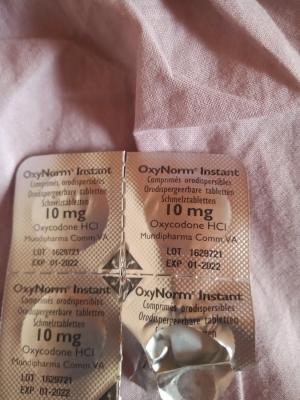 OxyNorm® Instant
Comprimés orodispersibles
Orodispergeerbare tabletten
Schmelztabletten
10 mg
Oxycodone HCl
Mundipharma Comm.VA
LOT 1629721
EXP 01-2022
OxyNorm® Instant
Comprimés orodispersibles
Orodispergeerbare tabletten
Schmelztabletten
10 mg
Oxycodone HCl
Mundipharma Comm.VA
LOT 1629721
EXP 01-2022
OxyNorm® Instant
Comprimés orodispersibles
Orodispergeerbare tabletten
Schmelztabletten
10 mg
Oxycodone HCl
Mundipharma Comm.VA
LOT 1629721
EXP 01-2022
OxyNorm® Instant
Comprimés orodispersibles
Orodispergeerbare tabletten